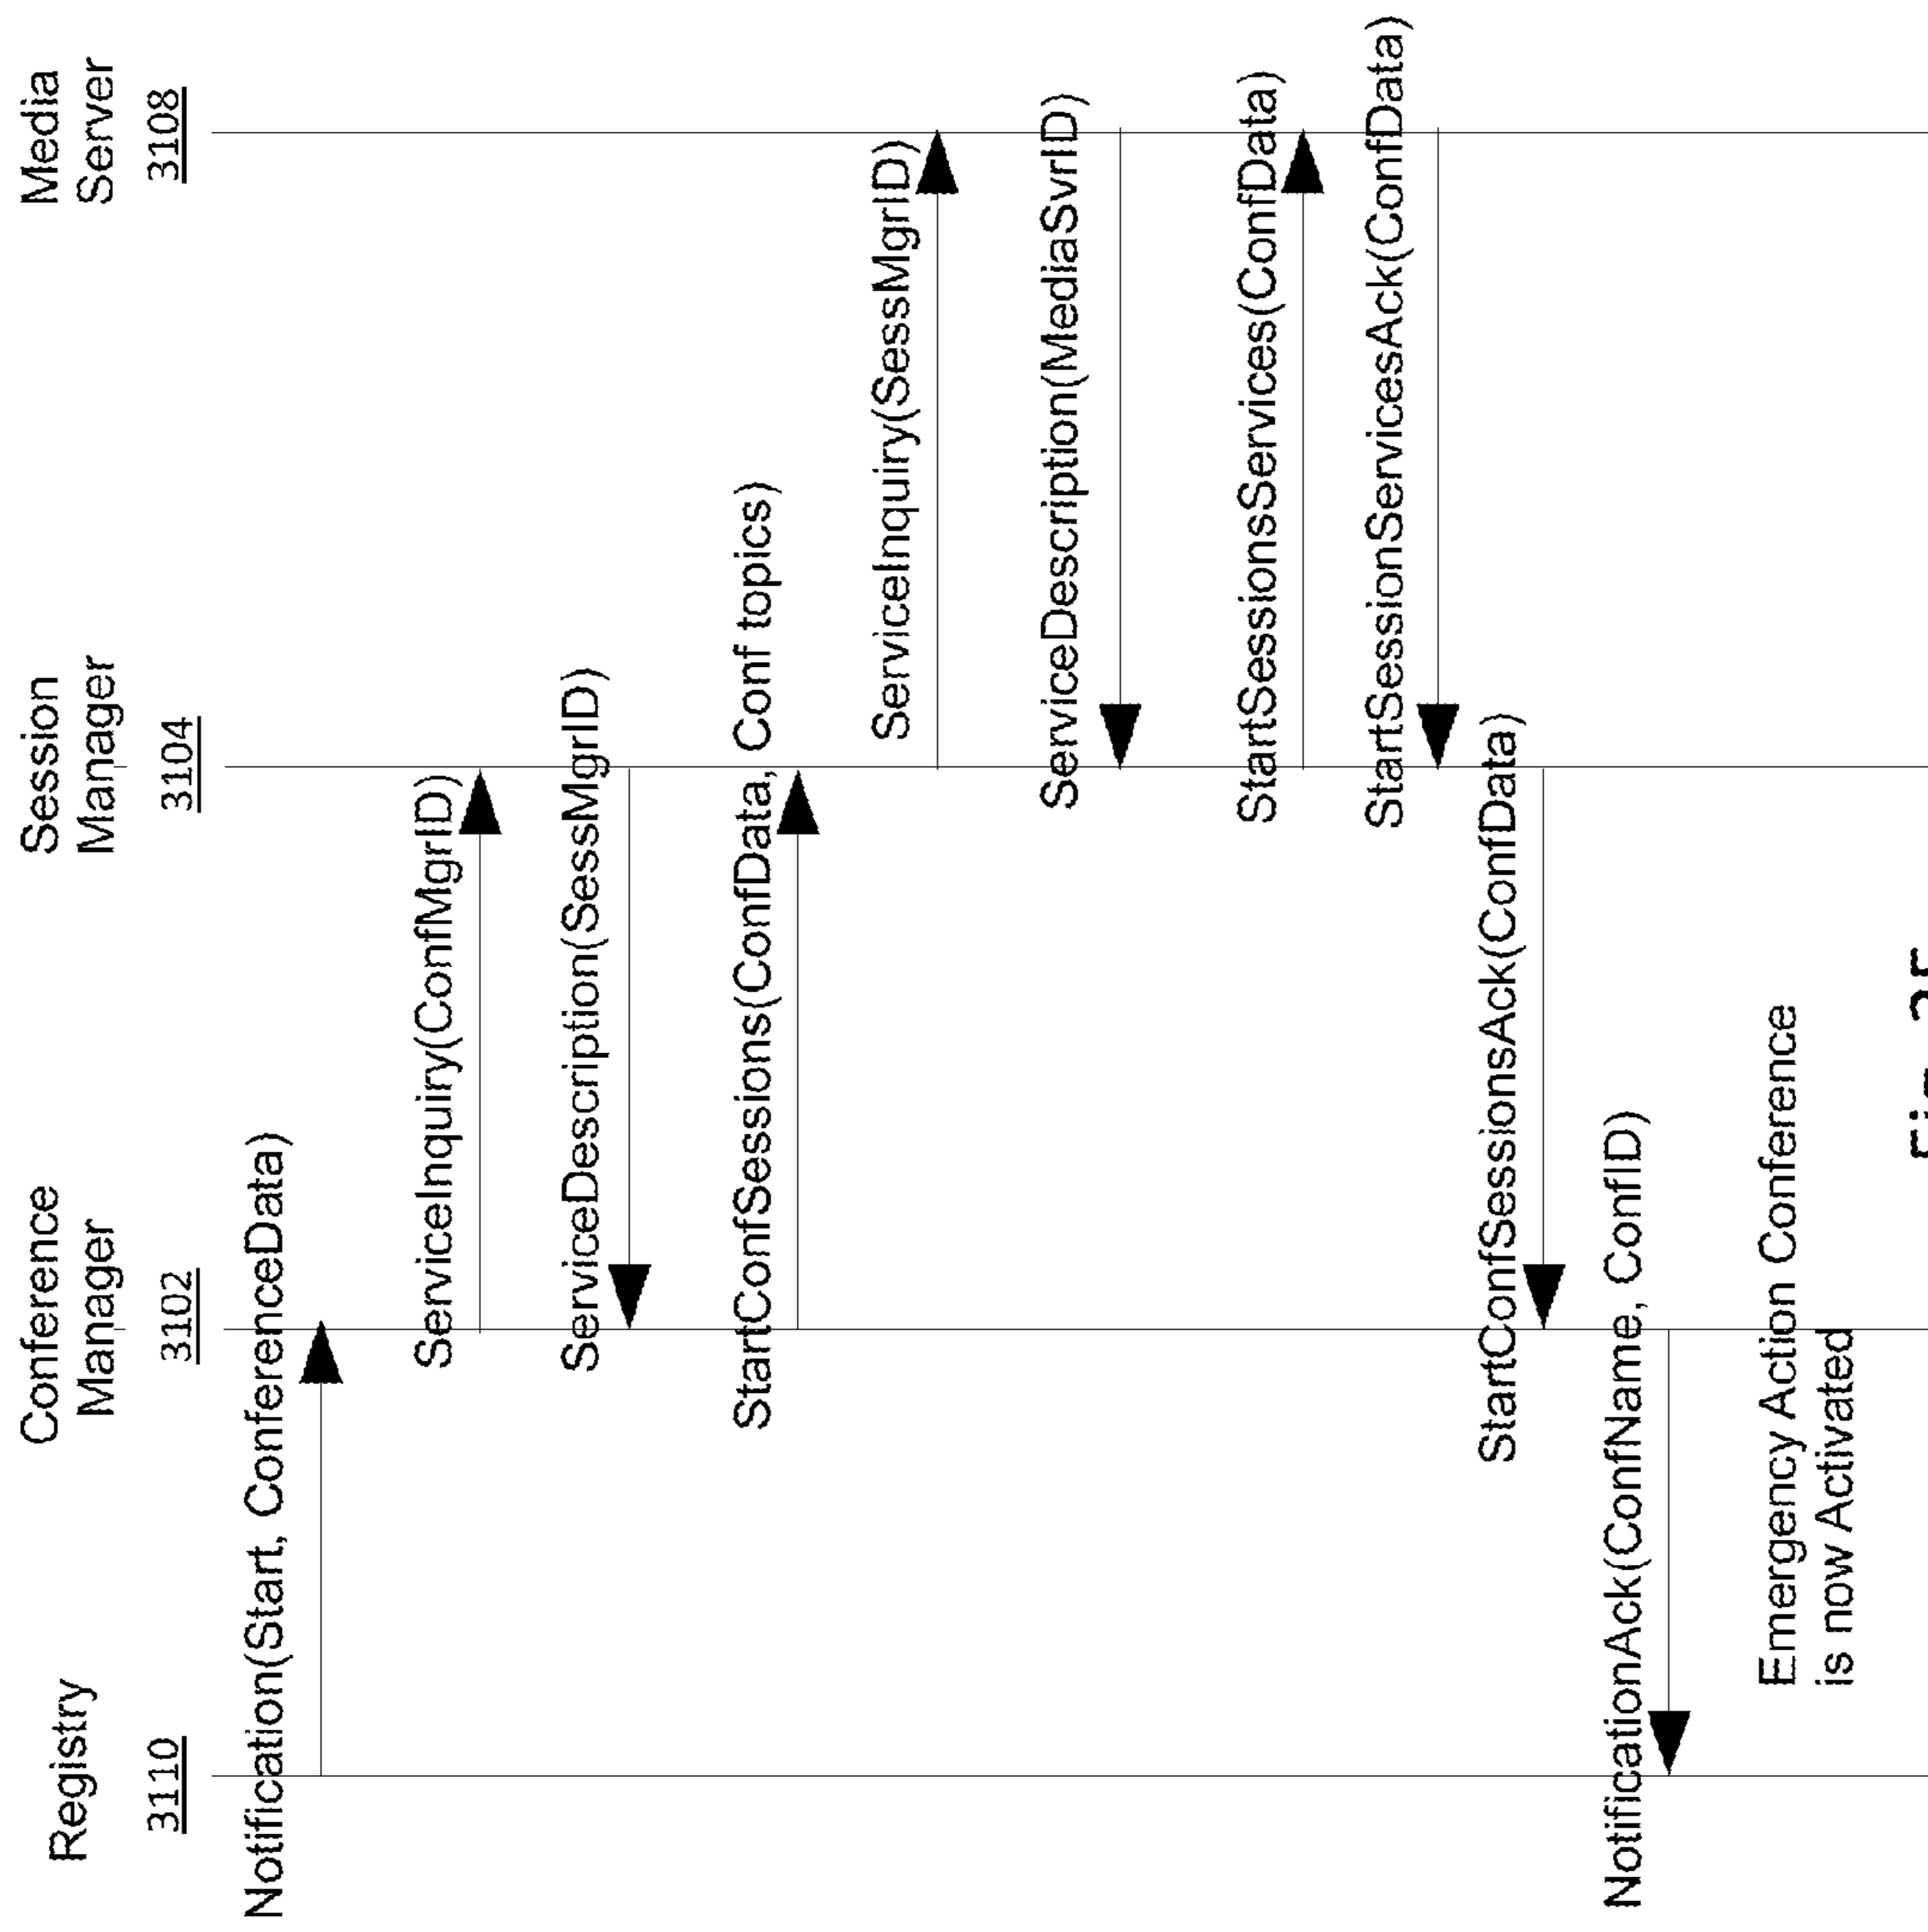 Registry
3110
Conference
Manager
3102
Session
Manager
3104
Media
Server
3108
Notification(Start, ConferenceData)
ServiceInquiry(ConfMgrID)
ServiceDescription(SessMgrID)
StartConfSessions(ConfData, Conf topics)
ServiceInquiry(SessMgrID)
ServiceDescription(MediaSvrID)
StartSessionsServices(ConfData)
StartSessionServicesAck(ConfData)
StartConfSessionsAck(ConfData)
NotificationAck(ConfName, ConfID)
Emergency Action Conference
is now Activated